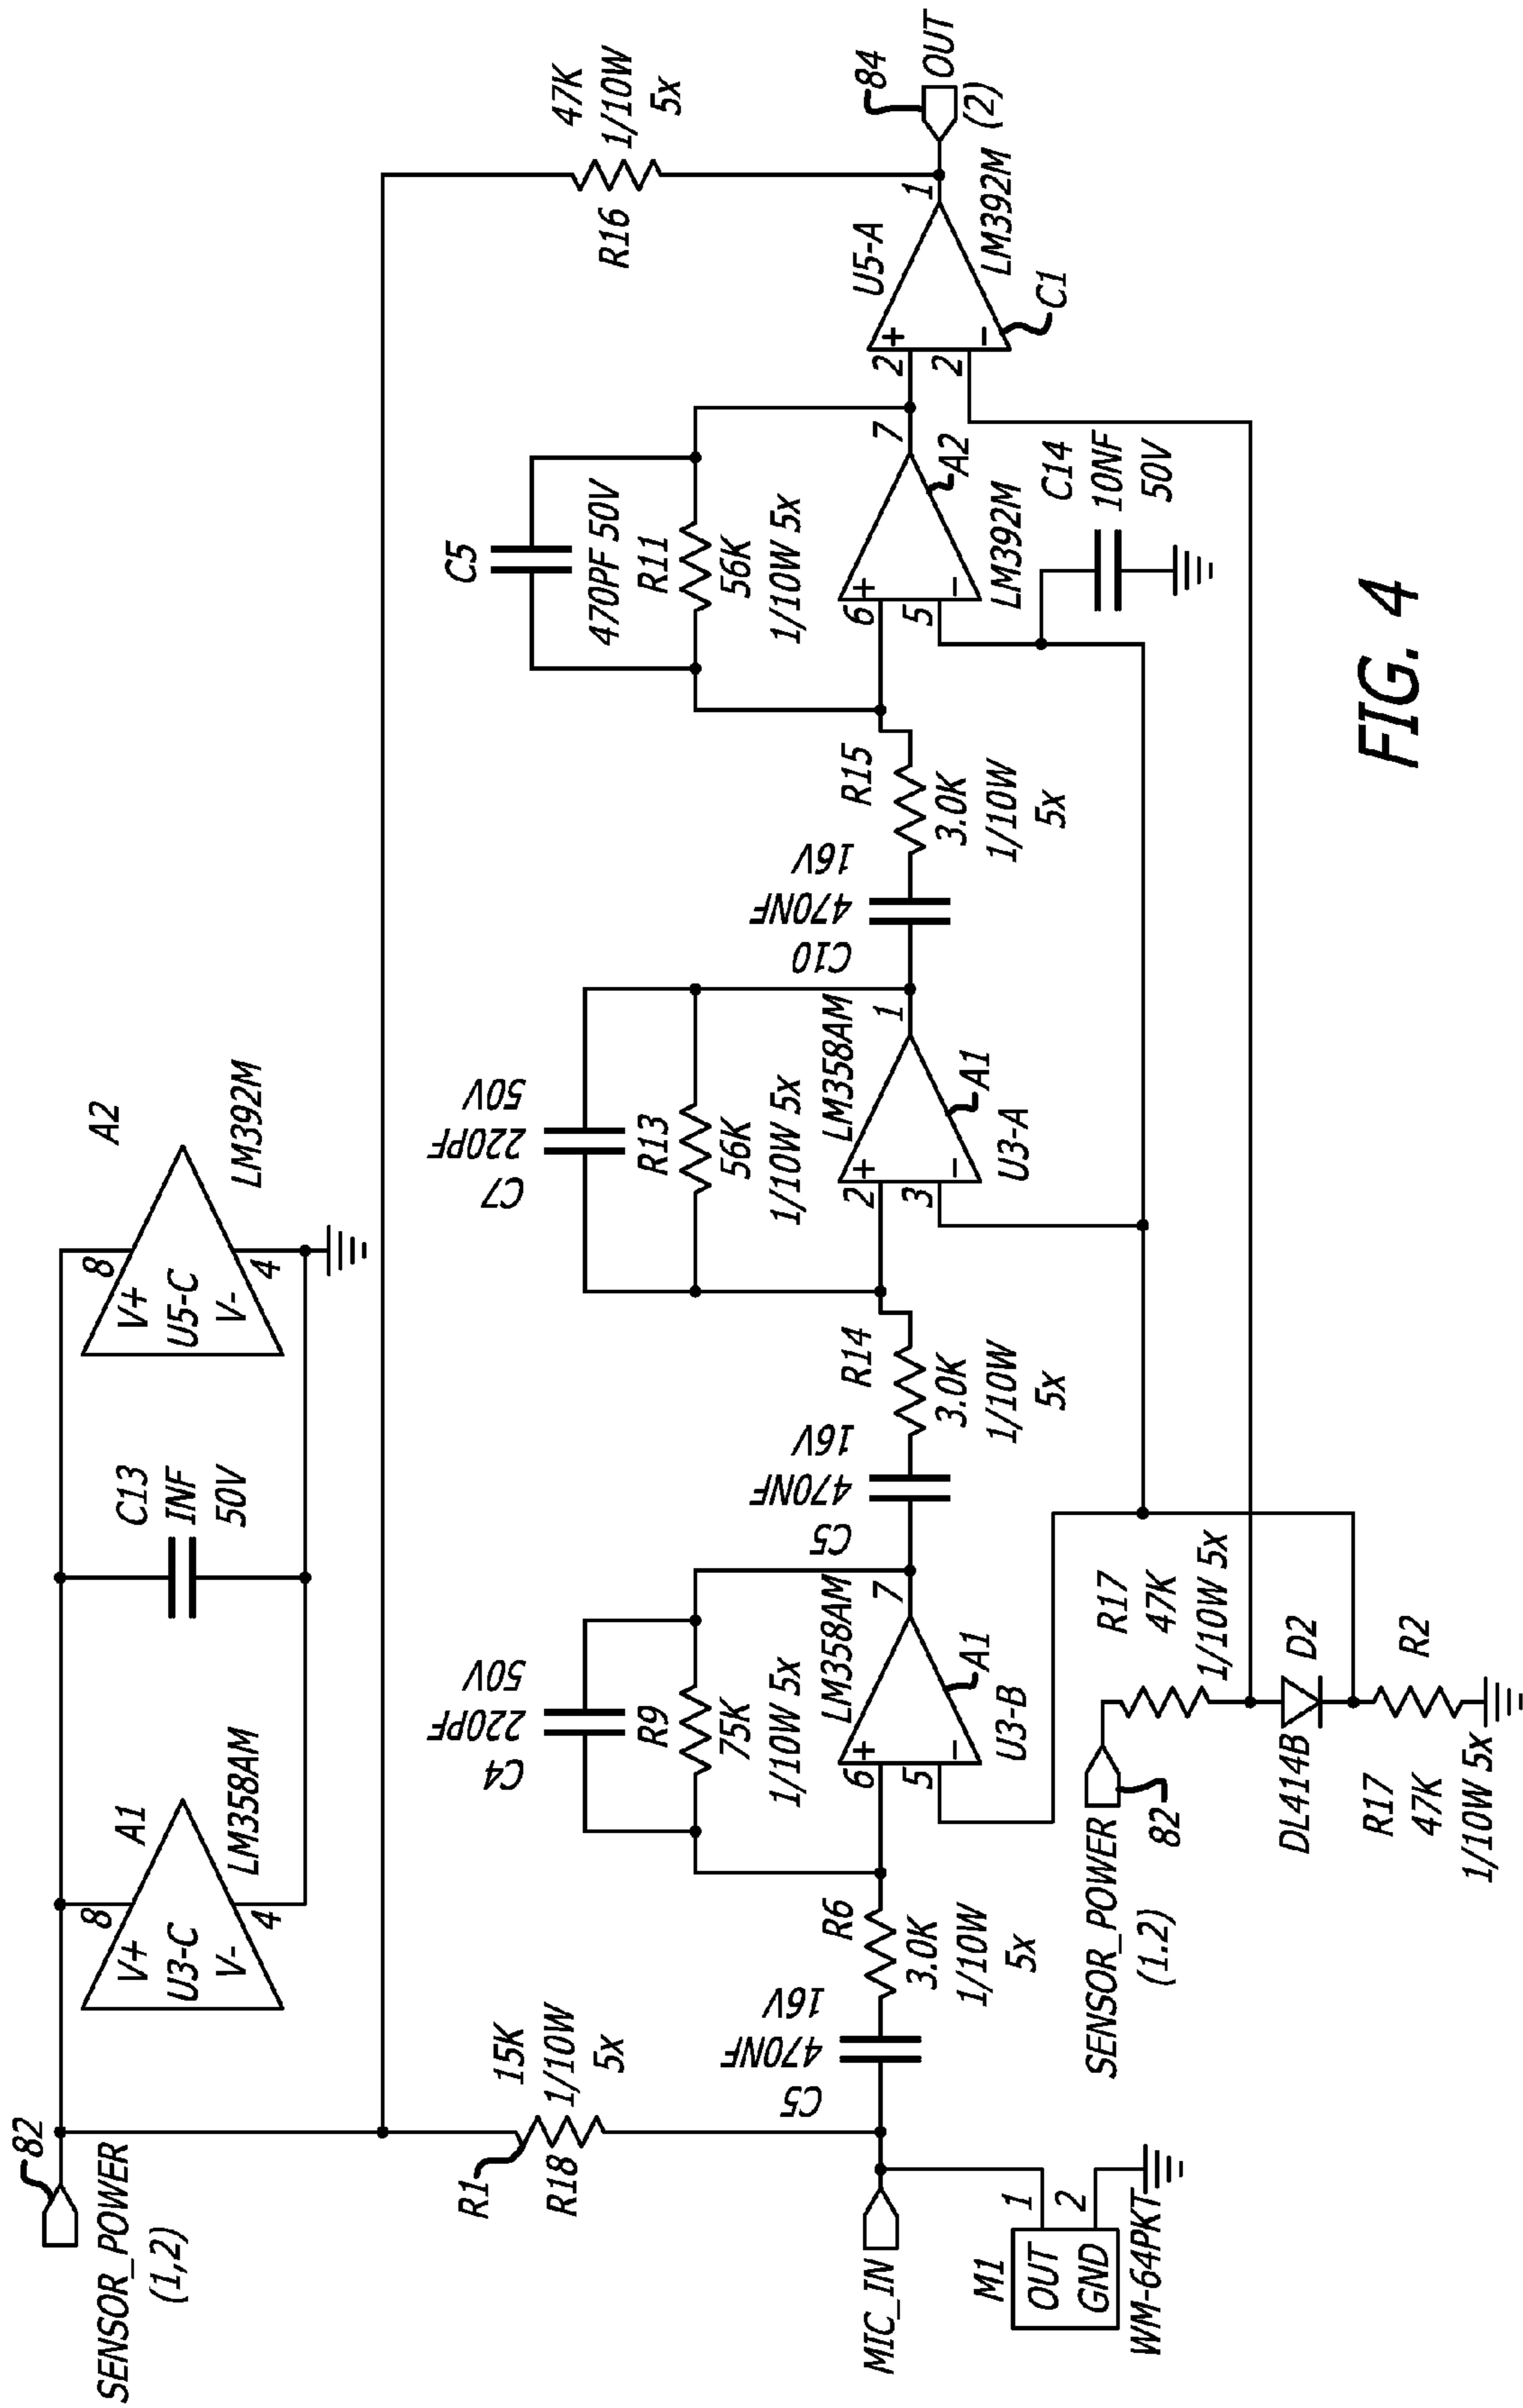 SENSOR_POWER
(1,2)
82
A1
V+
U3-C
V-
8
4
LM358AM
C13
INF
50V
A2
V+
U5-C
V-
8
4
LM392M
R1
15K
1/10W
5x
R18
47K
1/10W
5x
R16
MIC_IN
M1
OUT
GND
1
2
WM-64PKT
C5
470NF
16V
R6
3.0K
1/10W
5x
C4
220PF
50V
R9
75K
1/10W 5x
LM358AM
6
+
5
-
7
A1
U3-B
C5
470NF
16V
R14
3.0K
1/10W
5x
C7
220PF
50V
R13
56K
1/10W 5x
LM358AM
2
+
3
-
1
A1
U3-A
C10
470NF
16V
R15
3.0K
1/10W
5x
C5
470PF 50V
R11
56K
1/10W 5x
6
+
5
-
7
A2
LM392M
C14
10NF
50V
U5-A
2
+
2
-
1
LM392M
C1
84
OUT
(2)
SENSOR_POWER
(1.2)
82
R17
47K
1/10W 5x
DL414B
D2
R17
47K
1/10W 5x
R2
FIG. 4